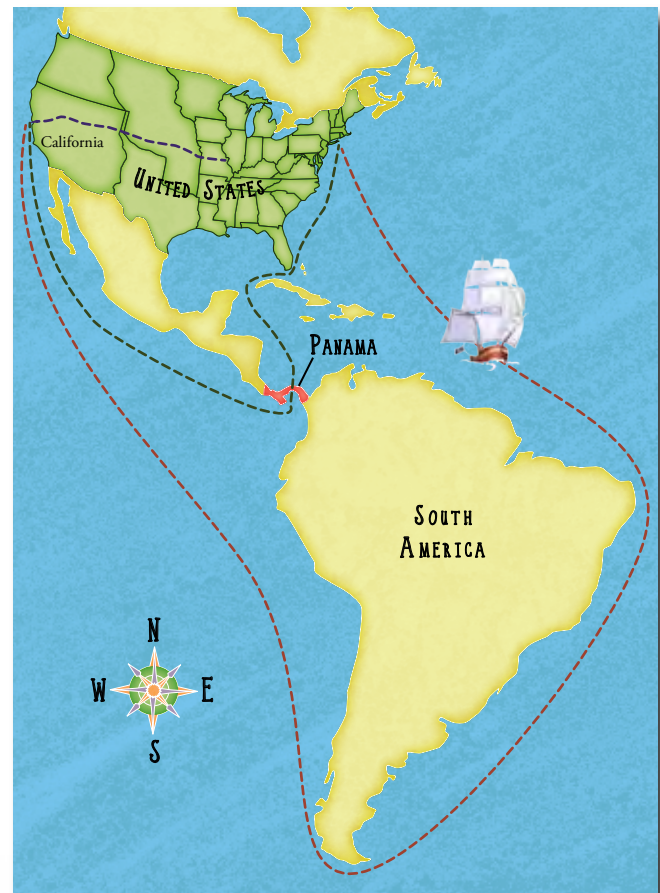 California
United States
Panama
South
America
N
W E
S